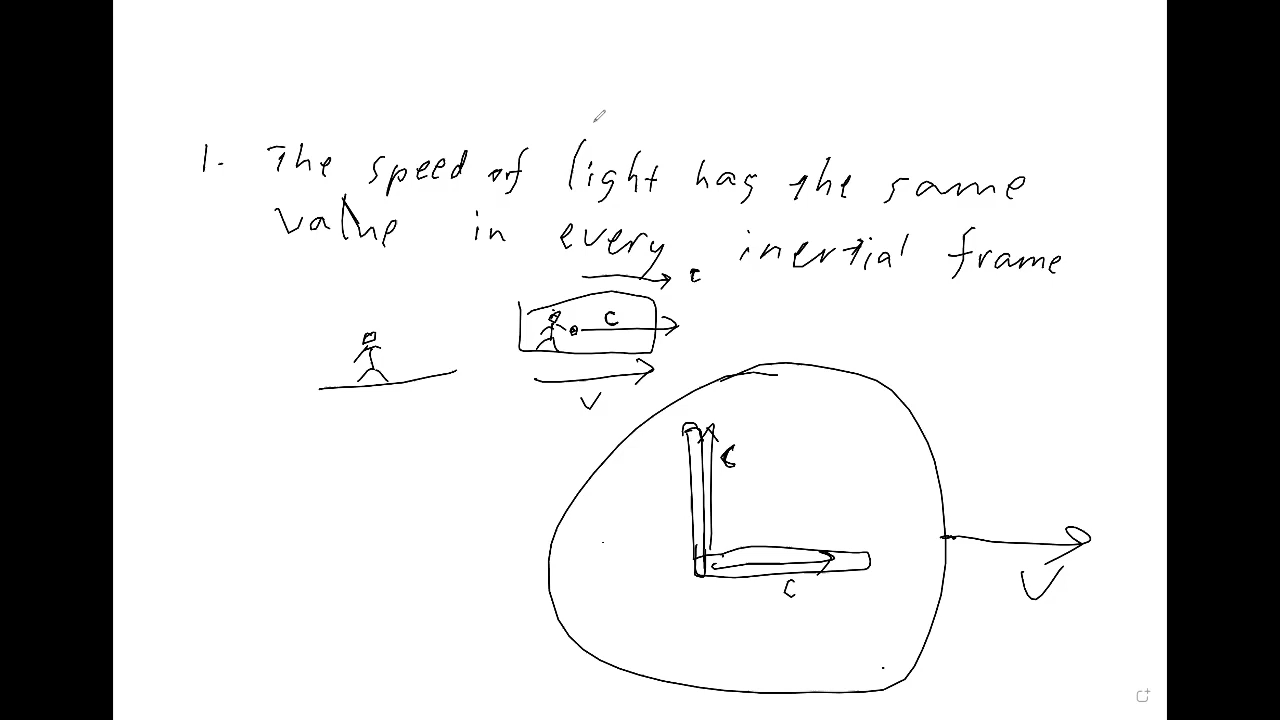 1. The speed of light has the same
value in every inertial frame
c
c
v
c
c
v